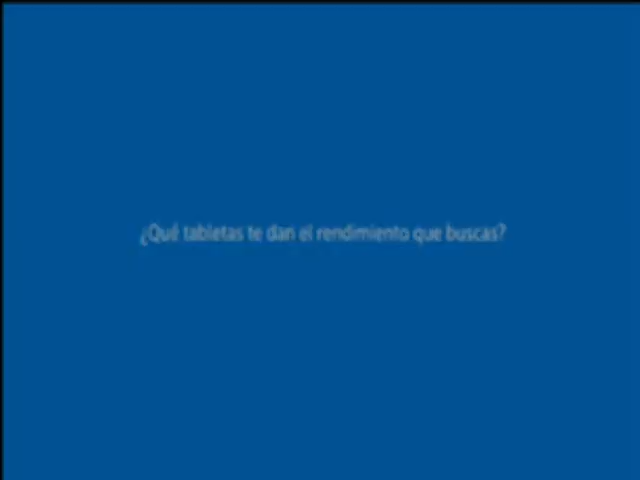 ¿Qué tabletas te dan el rendimiento que buscas?